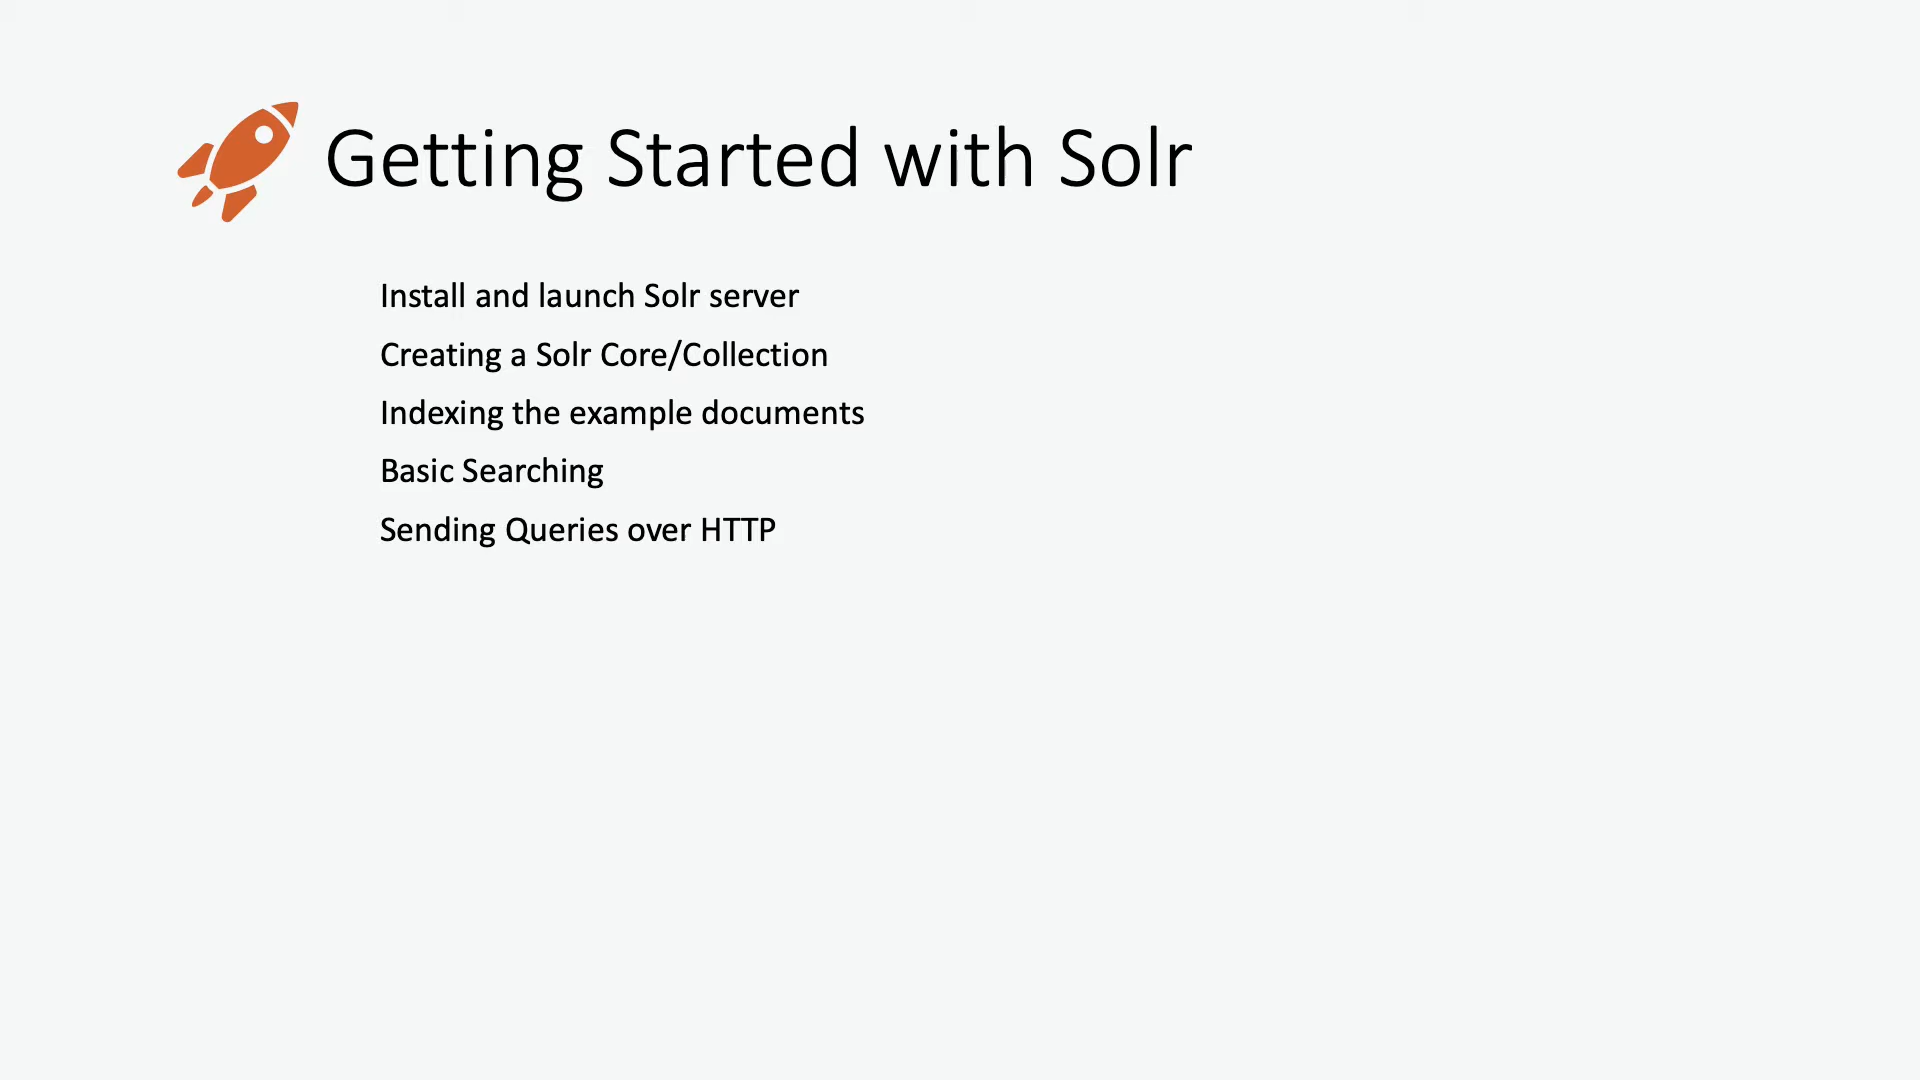 Getting Started with Solr
Install and launch Solr server
Creating a Solr Core/Collection
Indexing the example documents
Basic Searching
Sending Queries over HTTP